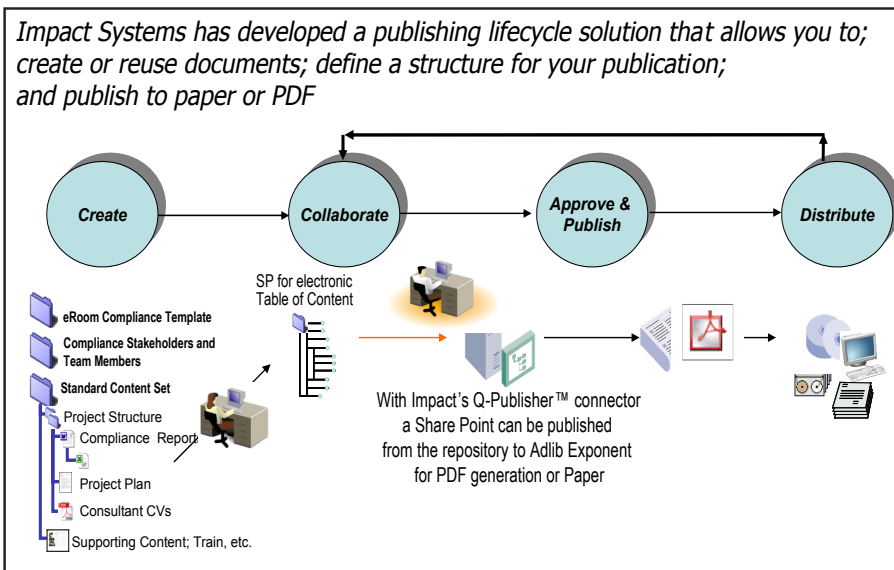 Impact Systems has developed a publishing lifecycle solution that allows you to;
create or reuse documents; define a structure for your publication;
and publish to paper or PDF
Create
Collaborate
Approve &
Publish
Distribute
SP for electronic
Table of Content
eRoom Compliance Template
Compliance Stakeholders and
Team Members
Standard Content Set
Project Structure
Compliance Report
Project Plan
Consultant CVs
Supporting Content; Train, etc.
With Impact's Q-Publisher™ connector
a Share Point can be published
from the repository to Adlib Exponent
for PDF generation or Paper